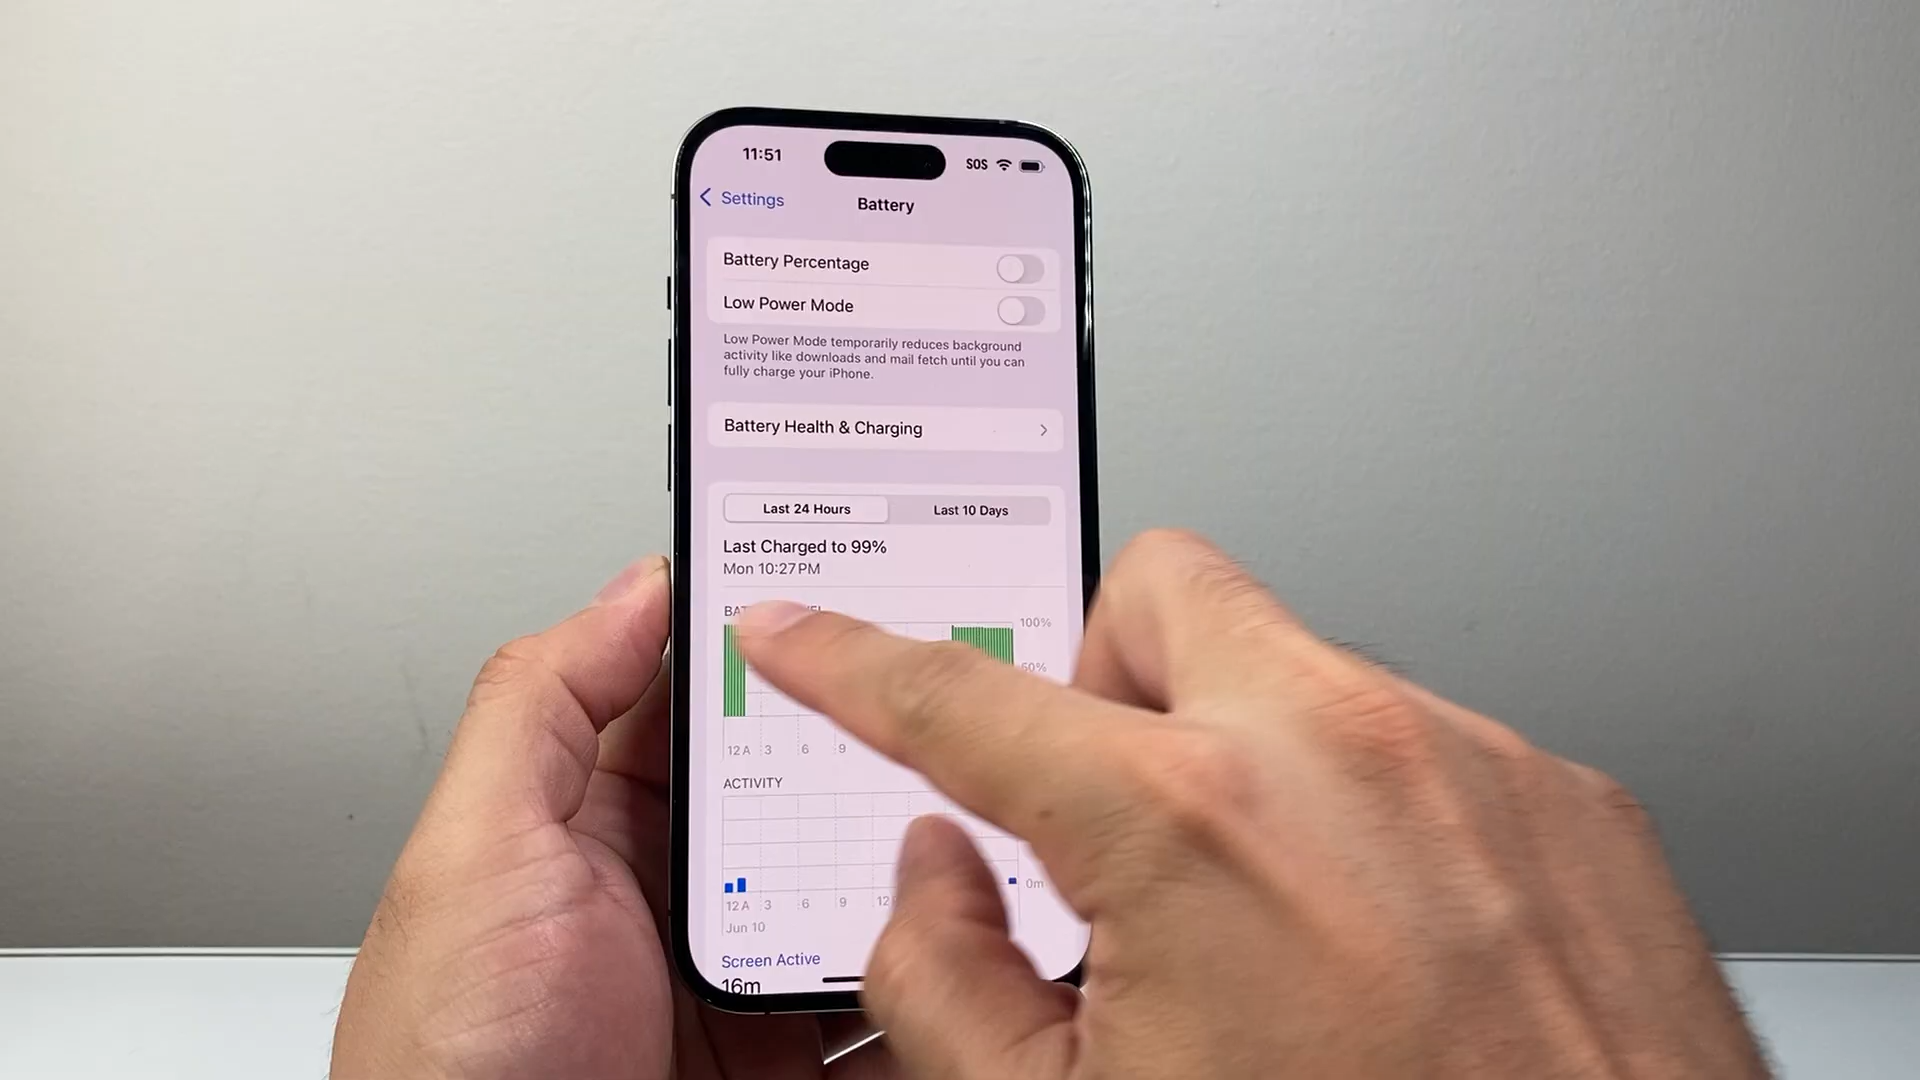 11:51 SOS
Settings
Battery
Battery Percentage
Low Power Mode
Low Power Mode temporarily reduces background
activity like downloads and mail fetch until you can
fully charge your iPhone.
Battery Health & Charging
Last 24 Hours Last 10 Days
Last Charged to 99%
Mon 10:27 PM
100%
50%
12 A 3 6 9
ACTIVITY
0m
12 A 3 6 9 12
Jun 10
Screen Active
16m